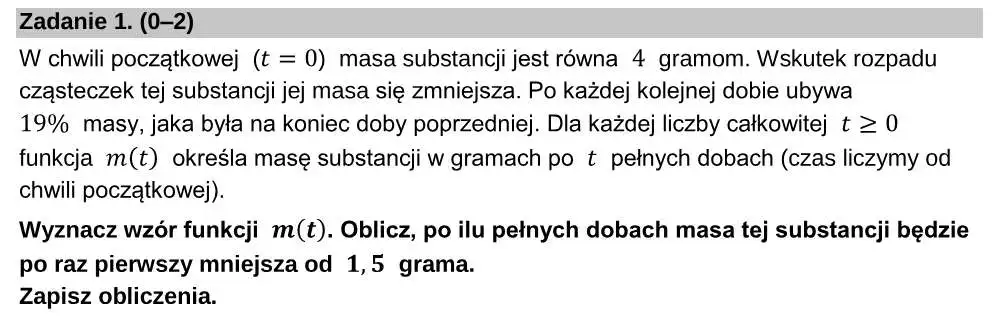 Zadanie 1. (0–2)
W chwili początkowej (t = 0) masa substancji jest równa 4 gramom. Wskutek rozpadu
cząsteczek tej substancji jej masa się zmniejsza. Po każdej kolejnej dobie ubywa
19% masy, jaka była na koniec doby poprzedniej. Dla każdej liczby całkowitej t ≥ 0
funkcja m(t) określa masę substancji w gramach po t pełnych dobach (czas liczymy od
chwili początkowej).
Wyznacz wzór funkcji m(t). Oblicz, po ilu pełnych dobach masa tej substancji będzie
po raz pierwszy mniejsza od 1, 5 grama.
Zapisz obliczenia.